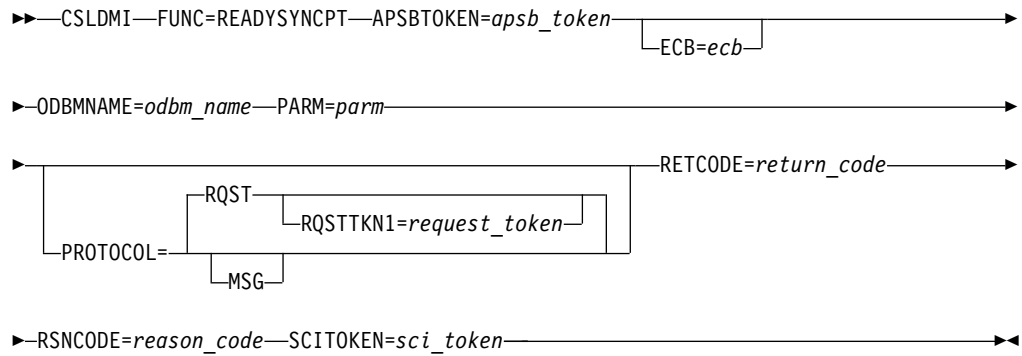 CSLDMI FUNC=READYSYNCPT APSBTOKEN=apsb_token
ECB=ecb
ODBMNAME=odbm_name PARM=parm
RETCODE=return_code
RQST
RQSTTKN1=request_token
PROTOCOL=
MSG
RSNCODE=reason_code SCITOKEN=sci_token